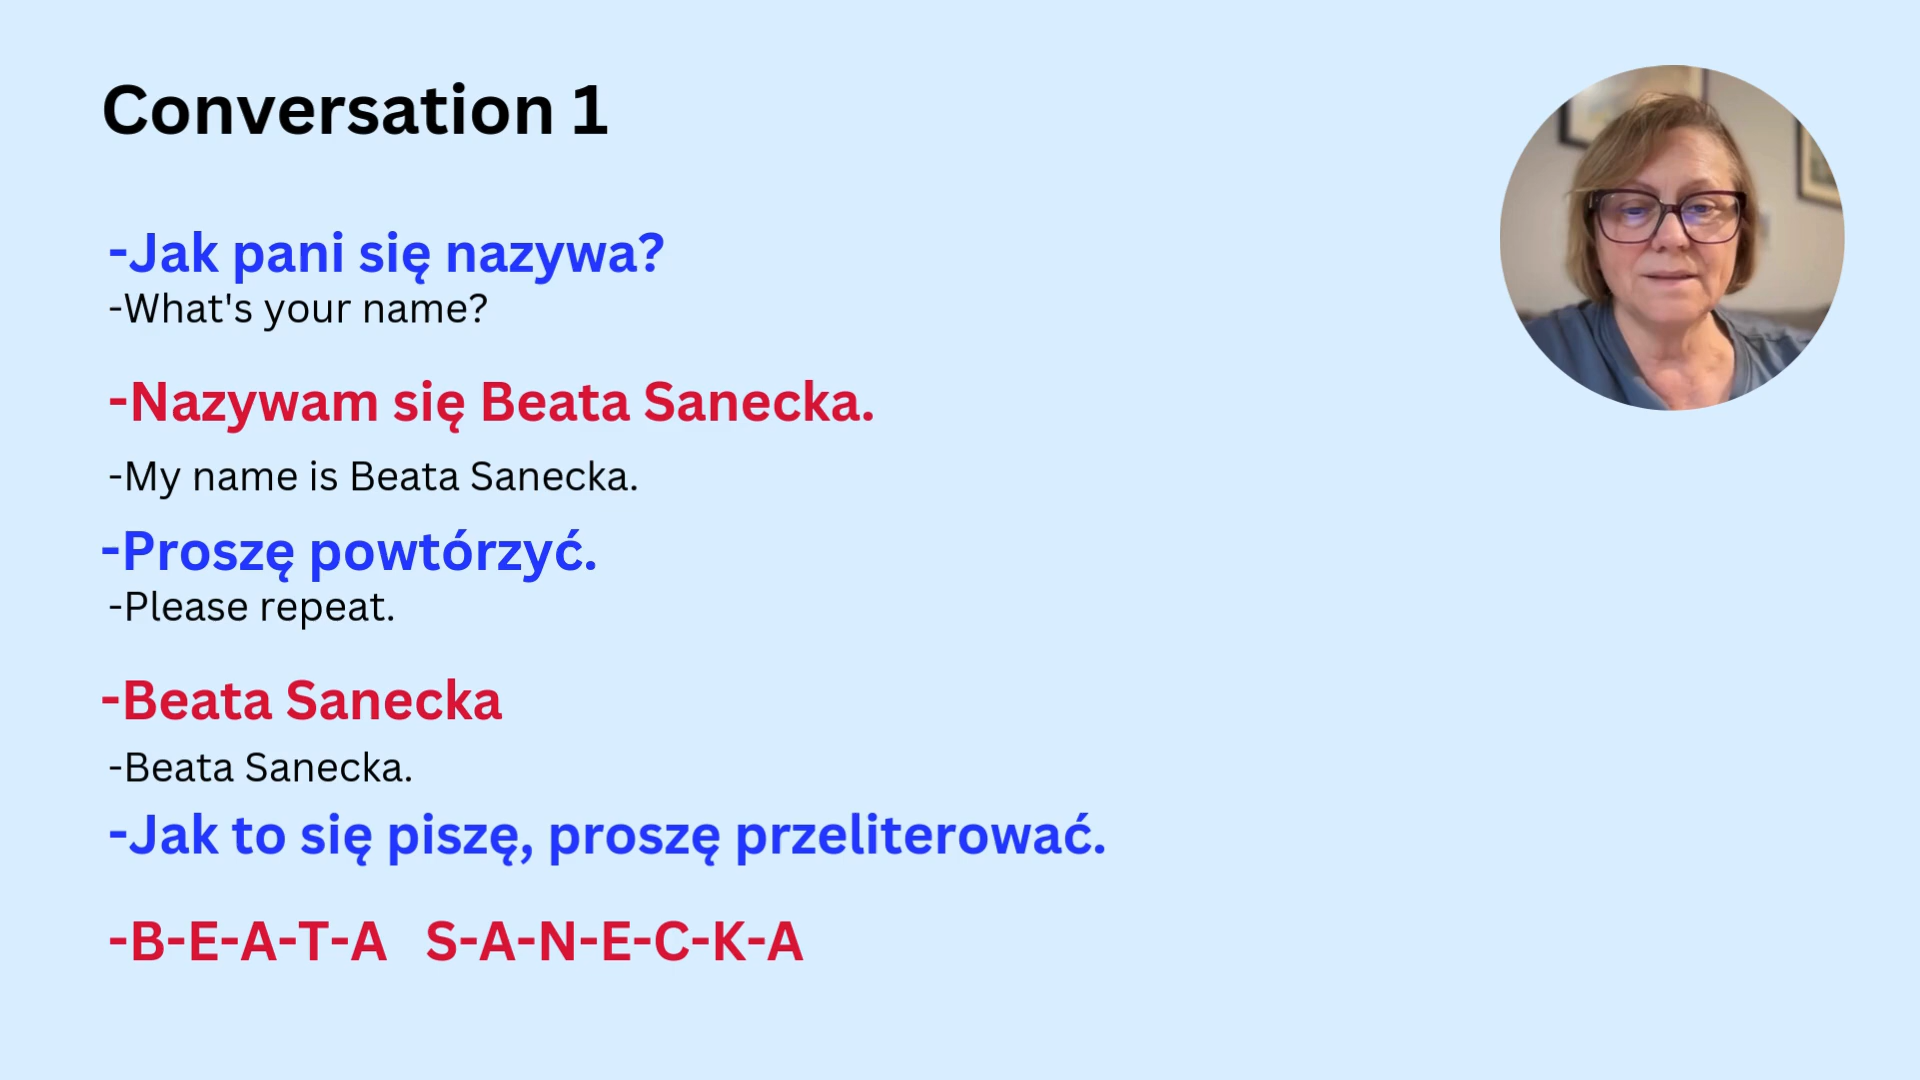 Conversation 1
-Jak pani się nazywa?
-What's your name?
-Nazywam się Beata Sanecka.
-My name is Beata Sanecka.
-Proszę powtórzyć.
-Please repeat.
-Beata Sanecka
-Beata Sanecka.
-Jak to się piszę, proszę przeliterować.
-B-E-A-T-A S-A-N-E-C-K-A